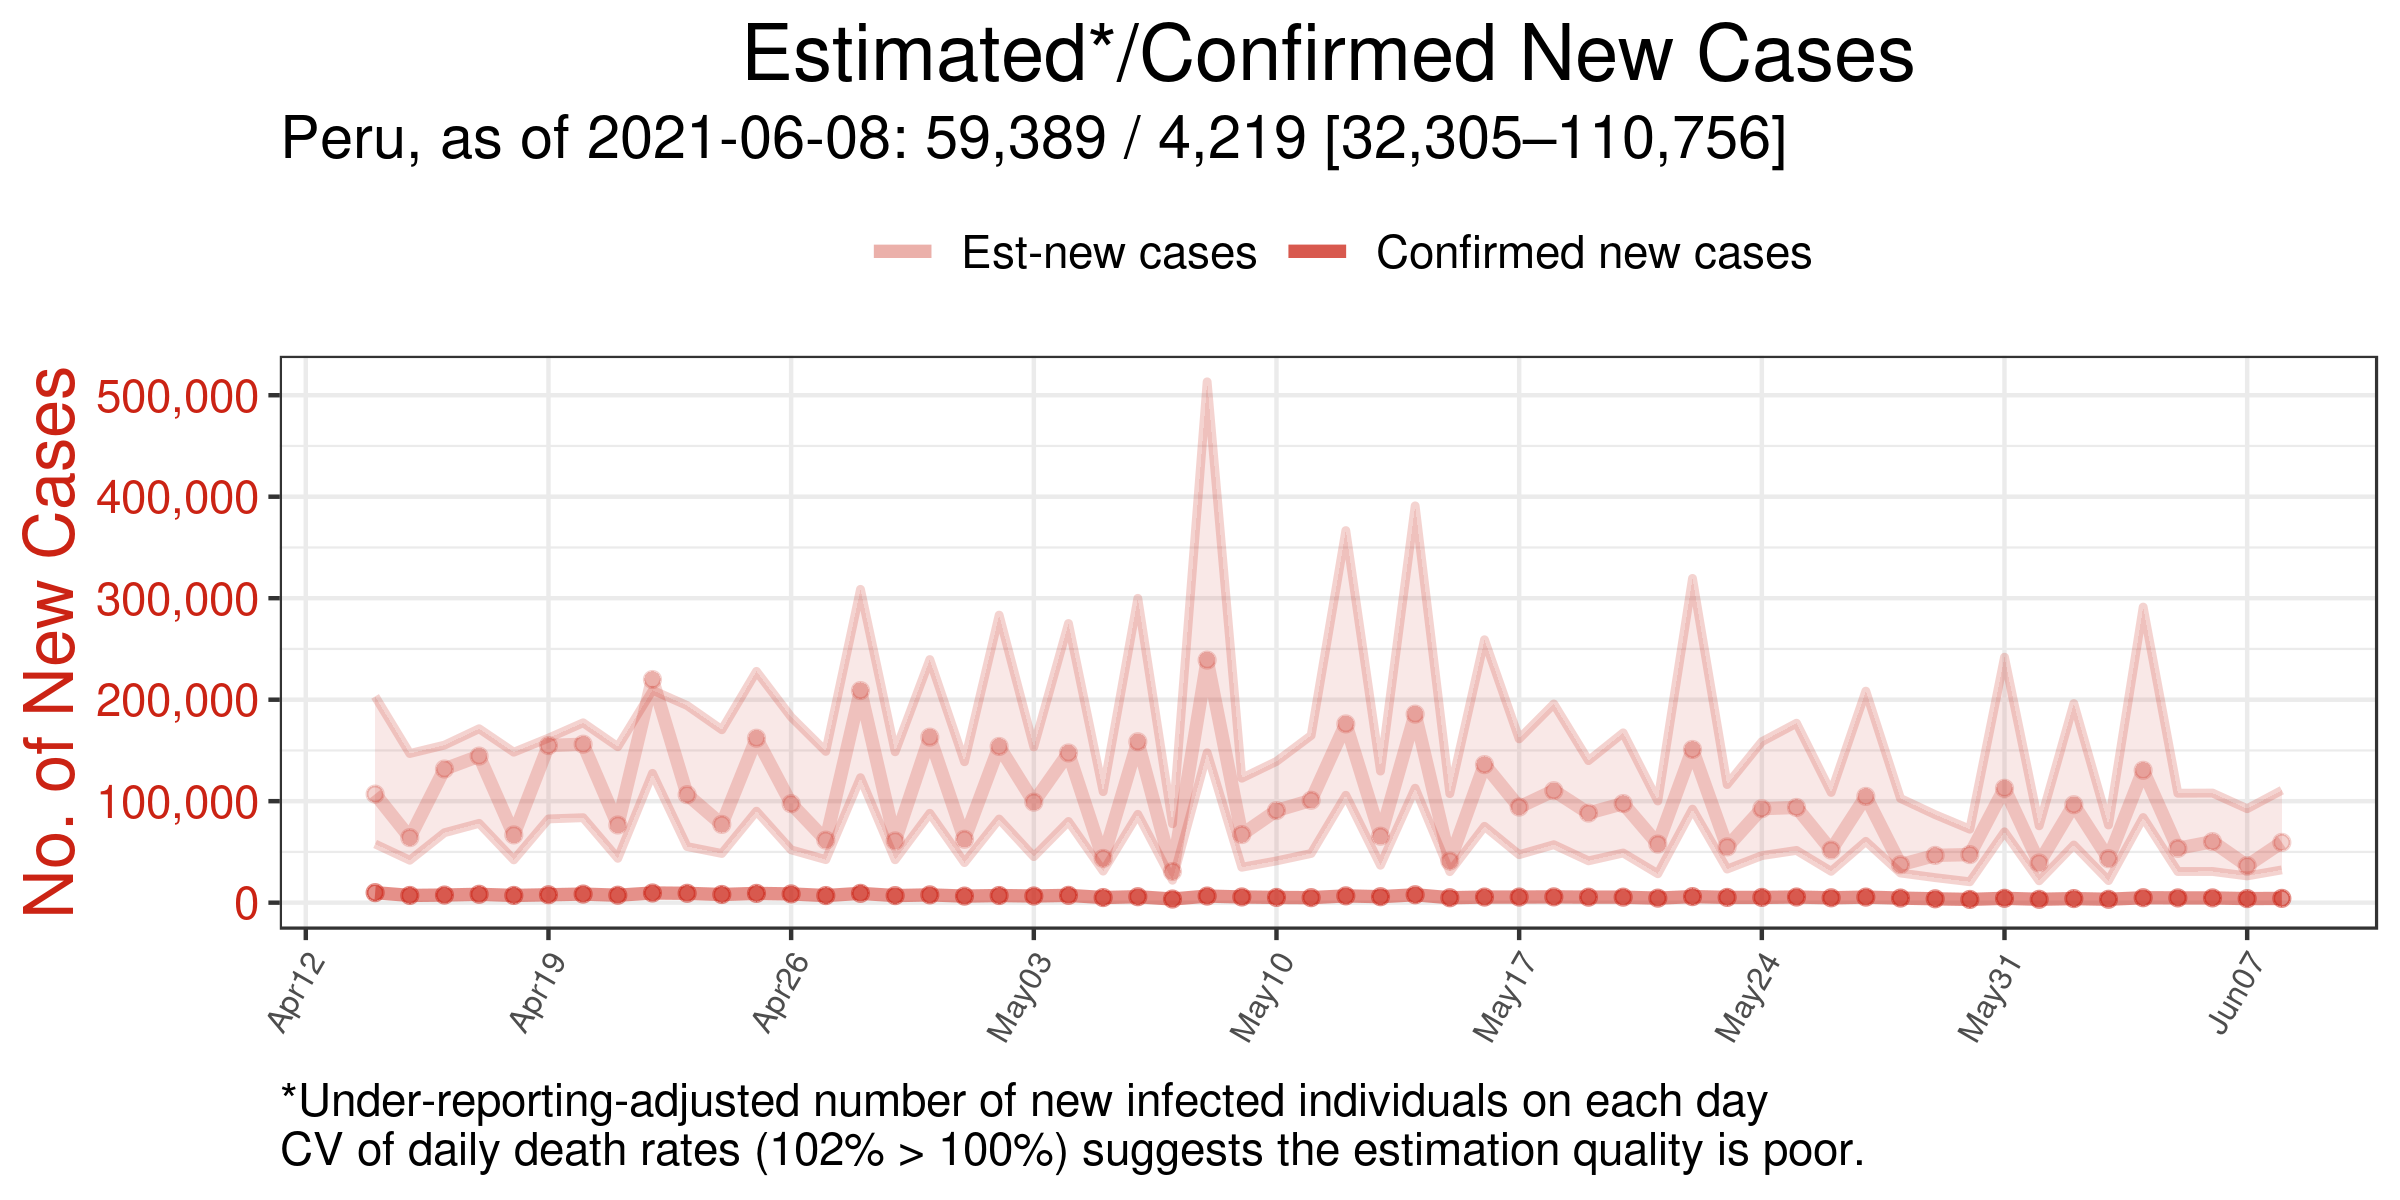 Estimated*/Confirmed New Cases
Peru, as of 2021-06-08: 59,389 / 4,219 [32,305–110,756]
Est-new cases Confirmed new cases
No. of New Cases
500,000
400,000
300,000
200,000
100,000
0
Apr12 Apr19 Apr26 May03 May10 May17 May24 May31 Jun07
*Under-reporting-adjusted number of new infected individuals on each day
CV of daily death rates (102% > 100%) suggests the estimation quality is poor.